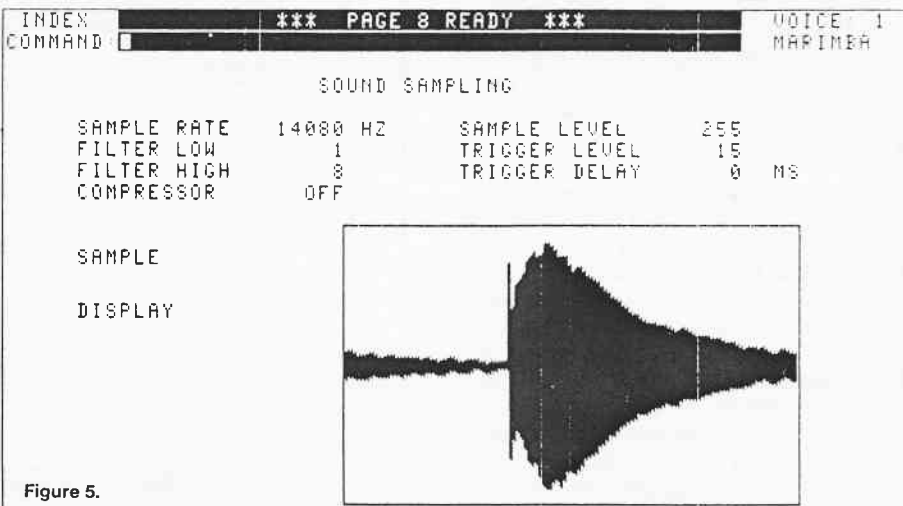 INDEX *** PAGE 8 READY *** VOICE: 1
COMMAND: MARIMBA
SOUND SAMPLING
SAMPLE RATE 14080 HZ SAMPLE LEVEL 255
FILTER LOW 1 TRIGGER LEVEL 15
FILTER HIGH 8 TRIGGER DELAY 0 MS
COMPRESSOR OFF
SAMPLE
DISPLAY
Figure 5.